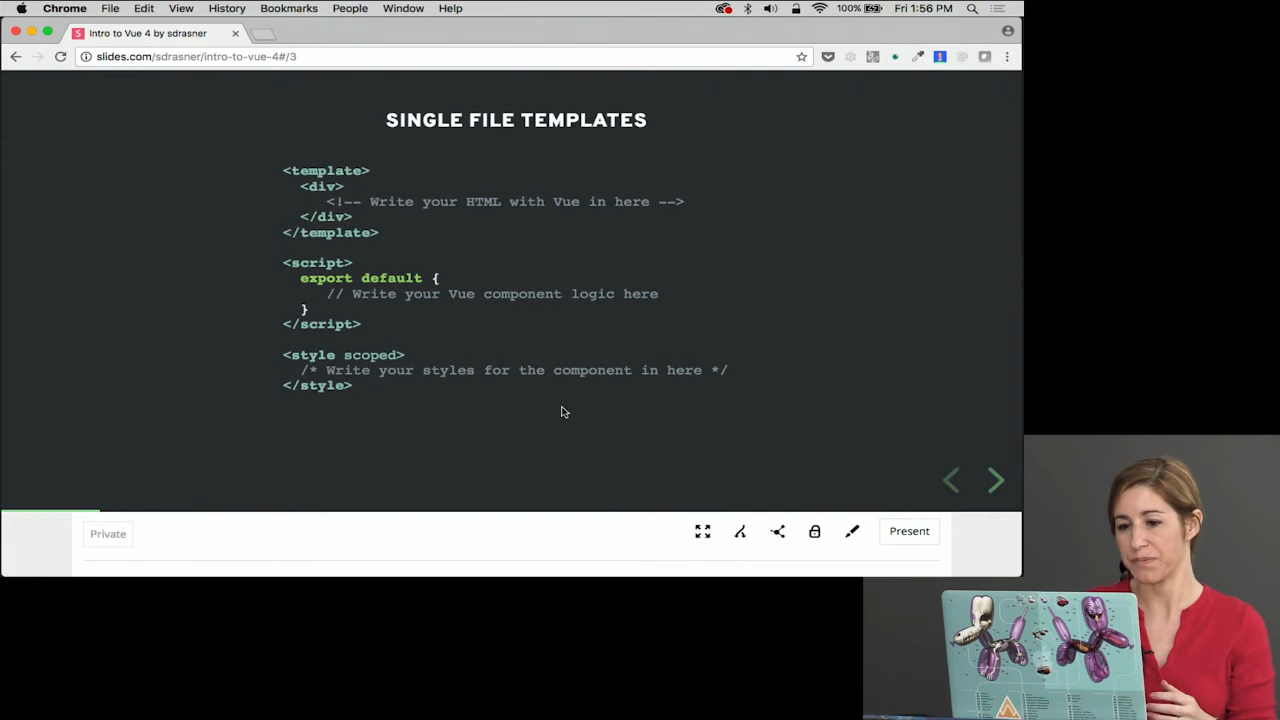 Chrome File Edit View History Bookmarks People Window Help 100% Fri 1:56 PM
Intro to Vue 4 by sdrasner
slides.com/sdrasner/intro-to-vue-4#/3
SINGLE FILE TEMPLATES
<template>
<div>
<!-- Write your HTML with Vue in here -->
</div>
</template>
<script>
export default {
// Write your Vue component logic here
}
</script>
<style scoped>
/* Write your styles for the component in here */
</style>
Private
Present